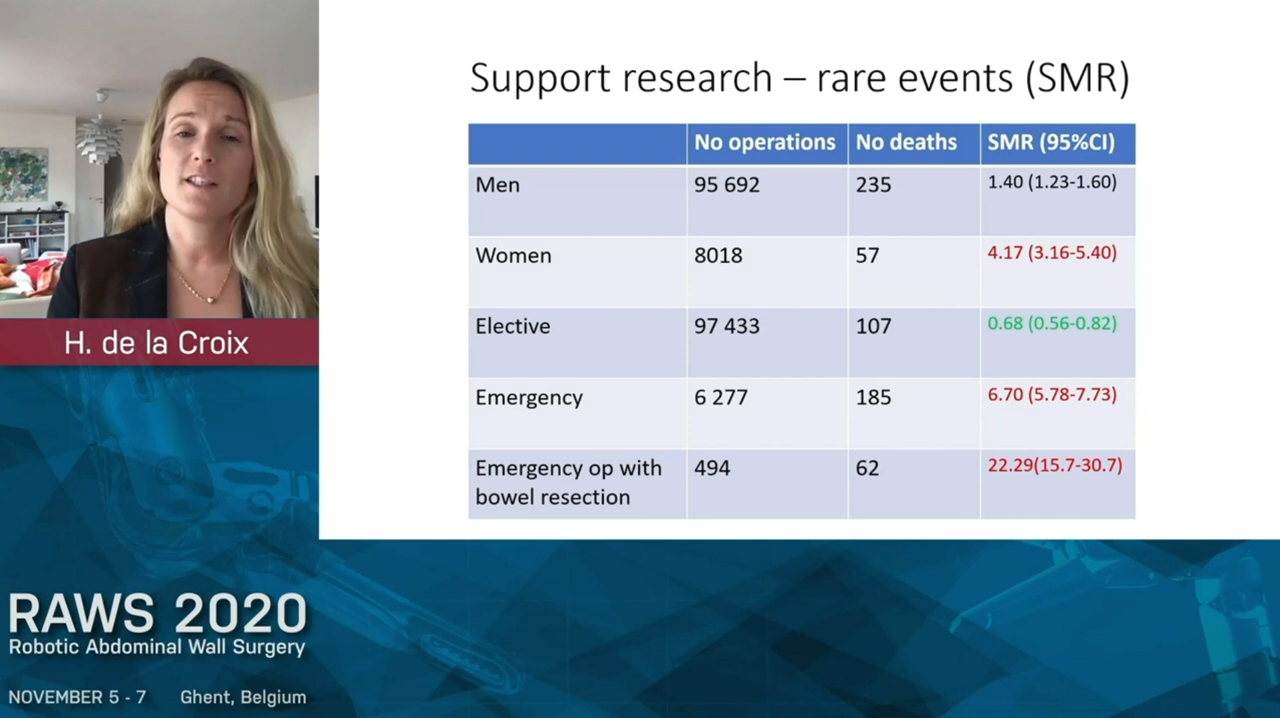 Support research – rare events (SMR)
No operations No deaths SMR (95%CI)
Men 95 692 235 1.40 (1.23-1.60)
Women 8018 57 4.17 (3.16-5.40)
Elective 97 433 107 0.68 (0.56-0.82)
Emergency 6 277 185 6.70 (5.78-7.73)
Emergency op with 494 62 22.29(15.7-30.7)
bowel resection
H. de la Croix
RAWS 2020
Robotic Abdominal Wall Surgery
NOVEMBER 5 - 7 Ghent, Belgium